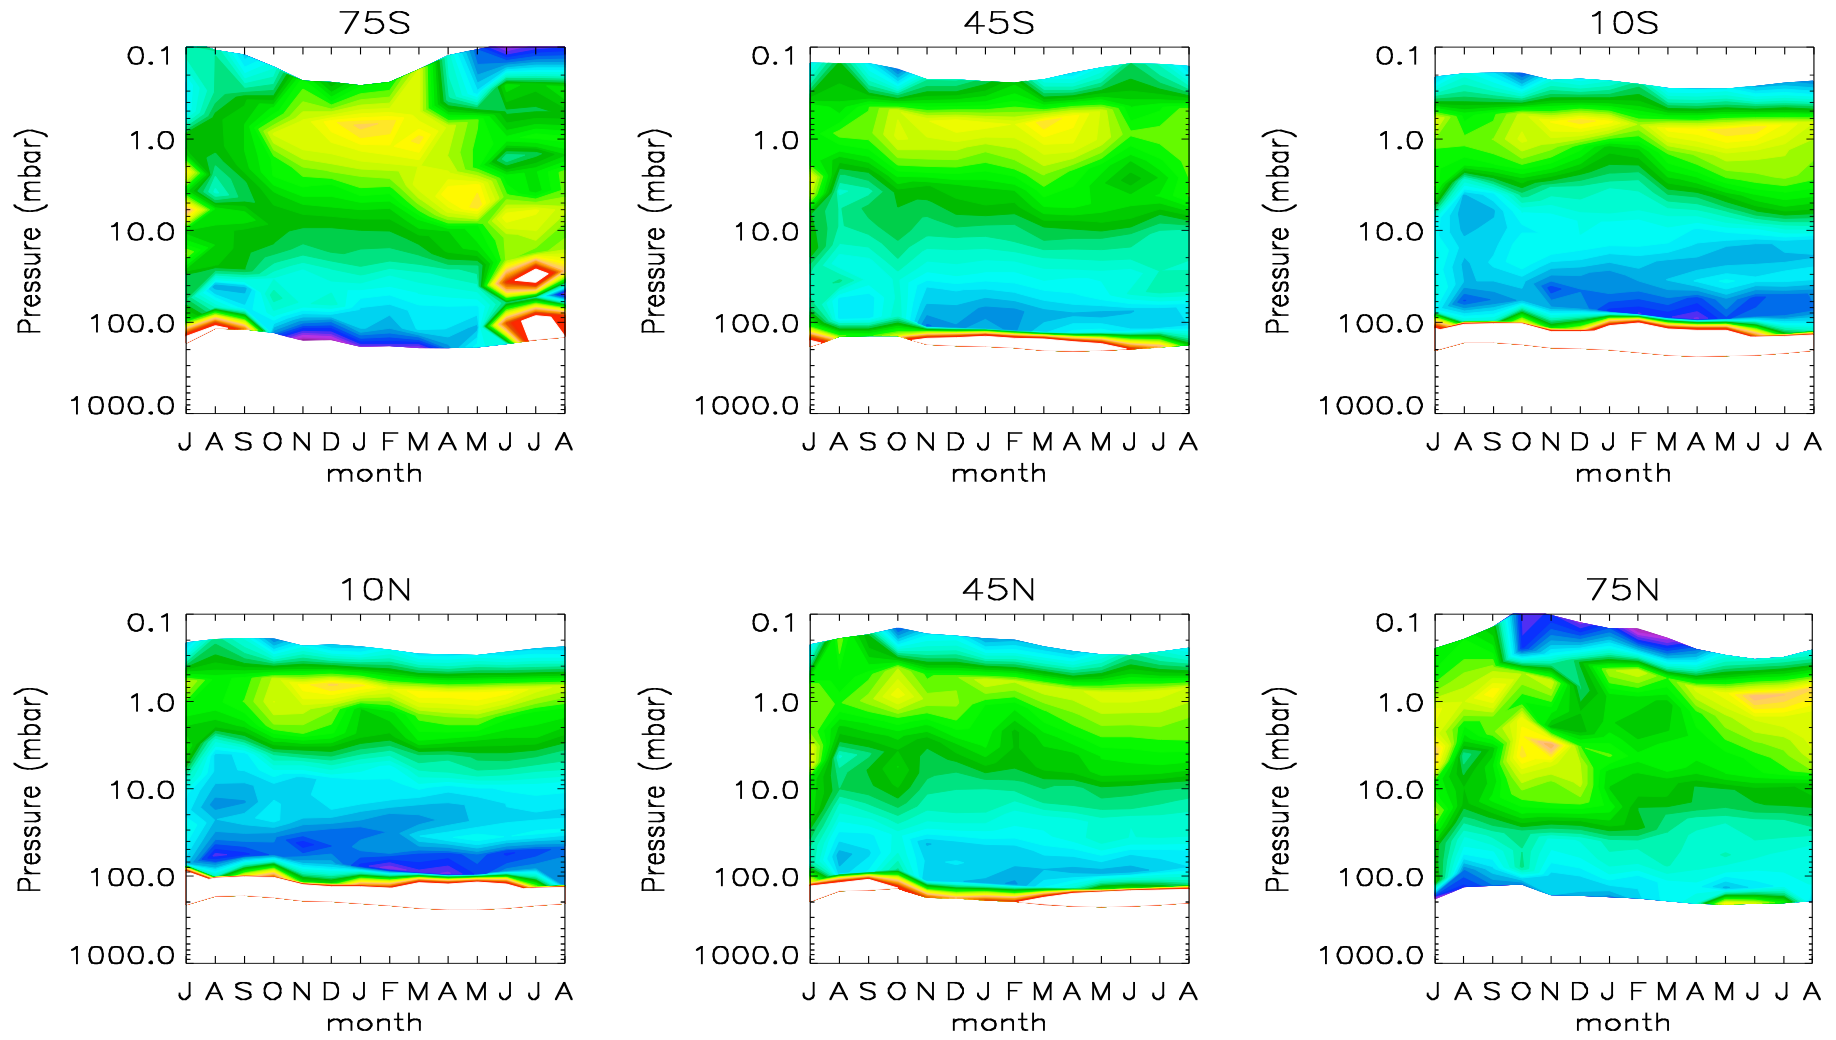 75S
0.1
1.0
10.0
100.0
1000.0
Pressure (mbar)
J A S O N D J F M A M J J A
month
45S
0.1
1.0
10.0
100.0
1000.0
Pressure (mbar)
J A S O N D J F M A M J J A
month
10S
0.1
1.0
10.0
100.0
1000.0
Pressure (mbar)
J A S O N D J F M A M J J A
month
10N
0.1
1.0
10.0
100.0
1000.0
Pressure (mbar)
J A S O N D J F M A M J J A
month
45N
0.1
1.0
10.0
100.0
1000.0
Pressure (mbar)
J A S O N D J F M A M J J A
month
75N
0.1
1.0
10.0
100.0
1000.0
Pressure (mbar)
J A S O N D J F M A M J J A
month